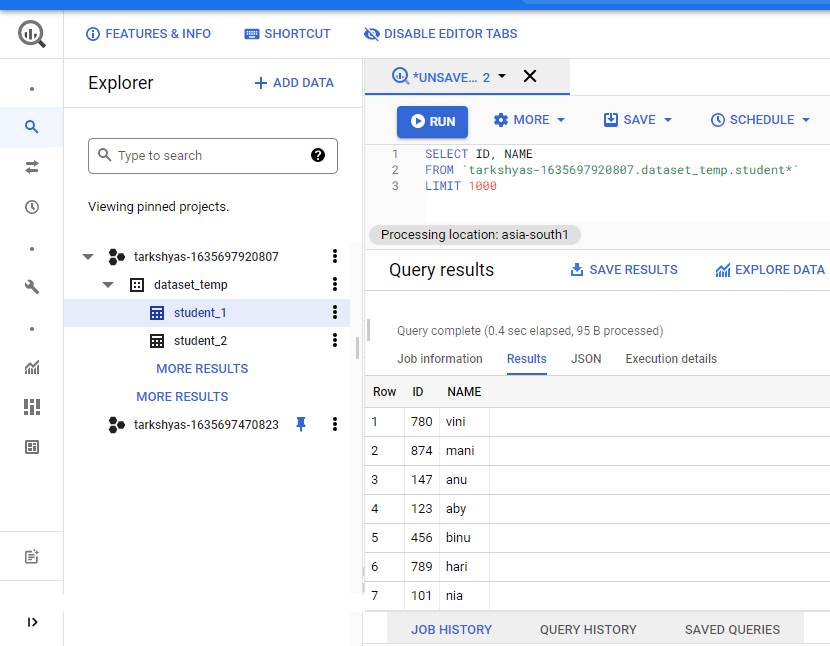 FEATURES & INFO SHORTCUT DISABLE EDITOR TABS
Explorer + ADD DATA
Type to search
Viewing pinned projects.
tarkshyas-1635697920807
dataset_temp
student_1
student_2
MORE RESULTS
MORE RESULTS
tarkshyas-1635697470823
*UNSAVE... 2
RUN MORE SAVE SCHEDULE
1 SELECT ID, NAME
2 FROM `tarkshyas-1635697920807.dataset_temp.student*`
3 LIMIT 1000
Processing location: asia-south1
Query results SAVE RESULTS EXPLORE DATA
Query complete (0.4 sec elapsed, 95 B processed)
Job information Results JSON Execution details
Row ID NAME
1 780 vini
2 874 mani
3 147 anu
4 123 aby
5 456 binu
6 789 hari
7 101 nia
JOB HISTORY QUERY HISTORY SAVED QUERIES